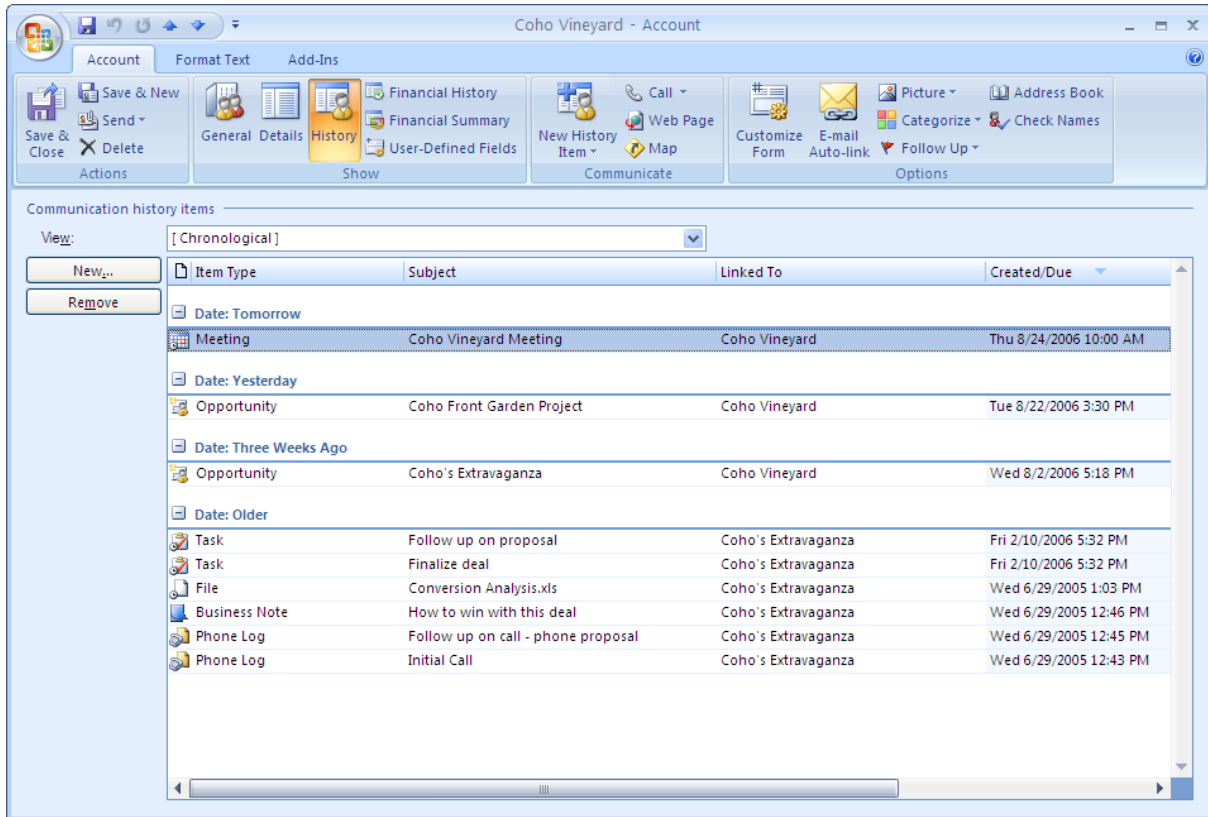 Coho Vineyard - Account
Account Format Text Add-Ins
Save & Close
Save & New
Send
Delete
Actions
General Details History
Financial History
Financial Summary
User-Defined Fields
Show
New History Item
Call
Web Page
Map
Communicate
Customize Form
E-mail Auto-link
Picture
Categorize
Follow Up
Address Book
Check Names
Options
Communication history items
View: [ Chronological ]
New...
Remove
Item Type Subject Linked To Created/Due
Date: Tomorrow
Meeting Coho Vineyard Meeting Coho Vineyard Thu 8/24/2006 10:00 AM
Date: Yesterday
Opportunity Coho Front Garden Project Coho Vineyard Tue 8/22/2006 3:30 PM
Date: Three Weeks Ago
Opportunity Coho's Extravaganza Coho Vineyard Wed 8/2/2006 5:18 PM
Date: Older
Task Follow up on proposal Coho's Extravaganza Fri 2/10/2006 5:32 PM
Task Finalize deal Coho's Extravaganza Fri 2/10/2006 5:32 PM
File Conversion Analysis.xls Coho's Extravaganza Wed 6/29/2005 1:03 PM
Business Note How to win with this deal Coho's Extravaganza Wed 6/29/2005 12:46 PM
Phone Log Follow up on call - phone proposal Coho's Extravaganza Wed 6/29/2005 12:45 PM
Phone Log Initial Call Coho's Extravaganza Wed 6/29/2005 12:43 PM